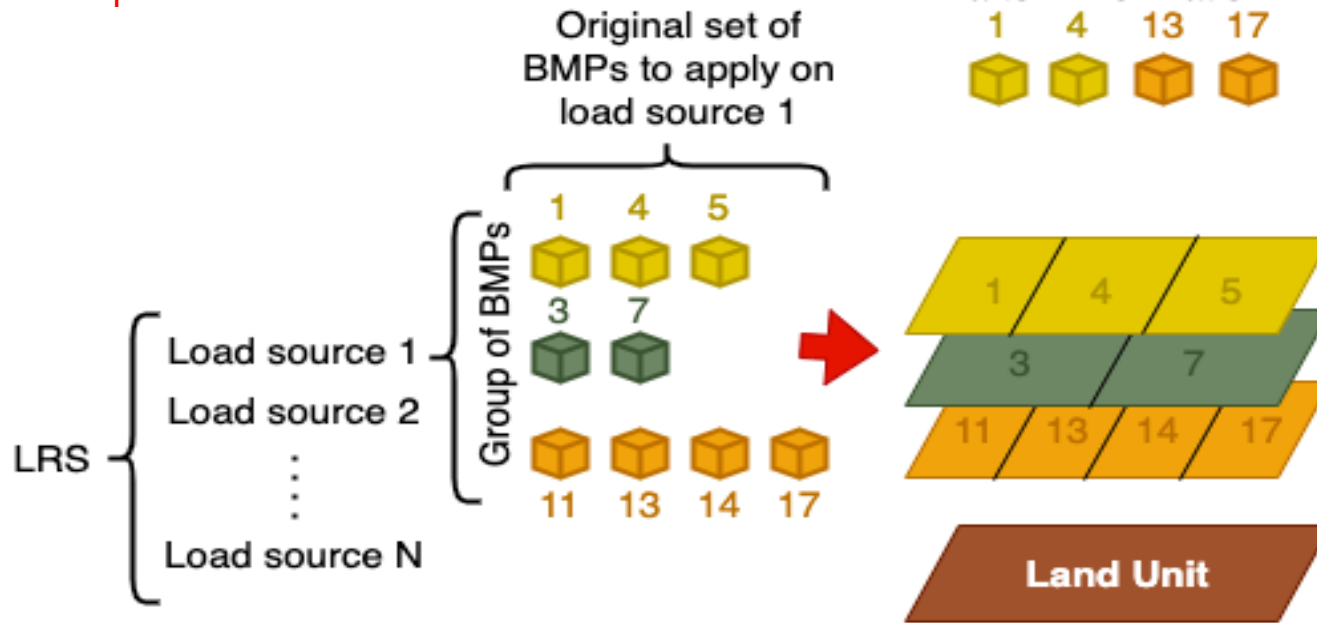 Original set of
BMPs to apply on
load source 1
1 4 13 17
1 4 5
3 7
11 13 14 17
Group of BMPs
LRS
Load source 1
Load source 2
Load source N
1 4 5
3 7
11 13 14 17
Land Unit